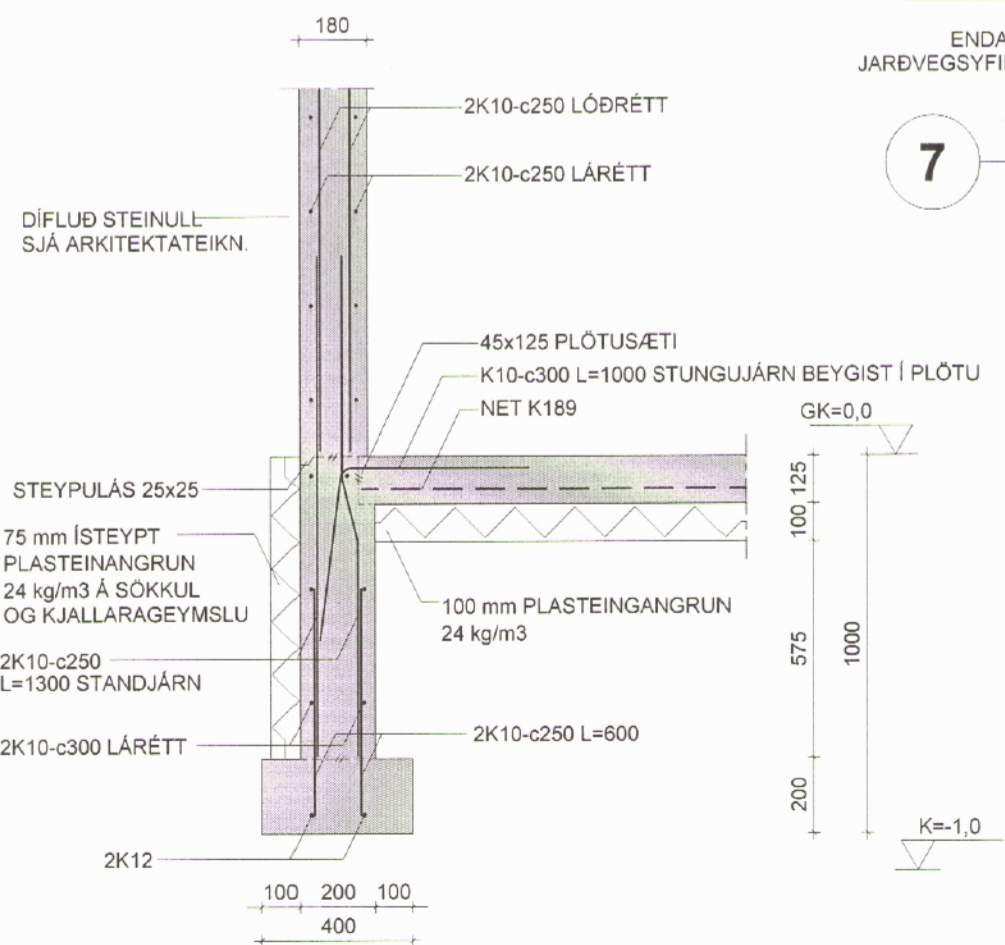 180
ENDA
JARÐVEGSYFI
7
2K10-c250 LÓÐRÉTT
2K10-c250 LÁRÉTT
DÍFLUÐ STEINULL
SJÁ ARKITEKTATEIKN.
45x125 PLÖTUSÆTI
K10-c300 L=1000 STUNGUJÁRN BEYGIST Í PLÖTU
NET K189
GK=0,0
STEYPULÁS 25x25
125
100
75 mm ÍSTEYPT
PLASTEINANGRUN
24 kg/m3 Á SÖKKUL
OG KJALLARAGEYMSLU
100 mm PLASTEINGANGRUN
24 kg/m3
575
1000
2K10-c250
L=1300 STANDJÁRN
2K10-c300 LÁRÉTT
2K10-c250 L=600
200
K=-1,0
2K12
100 200 100
400